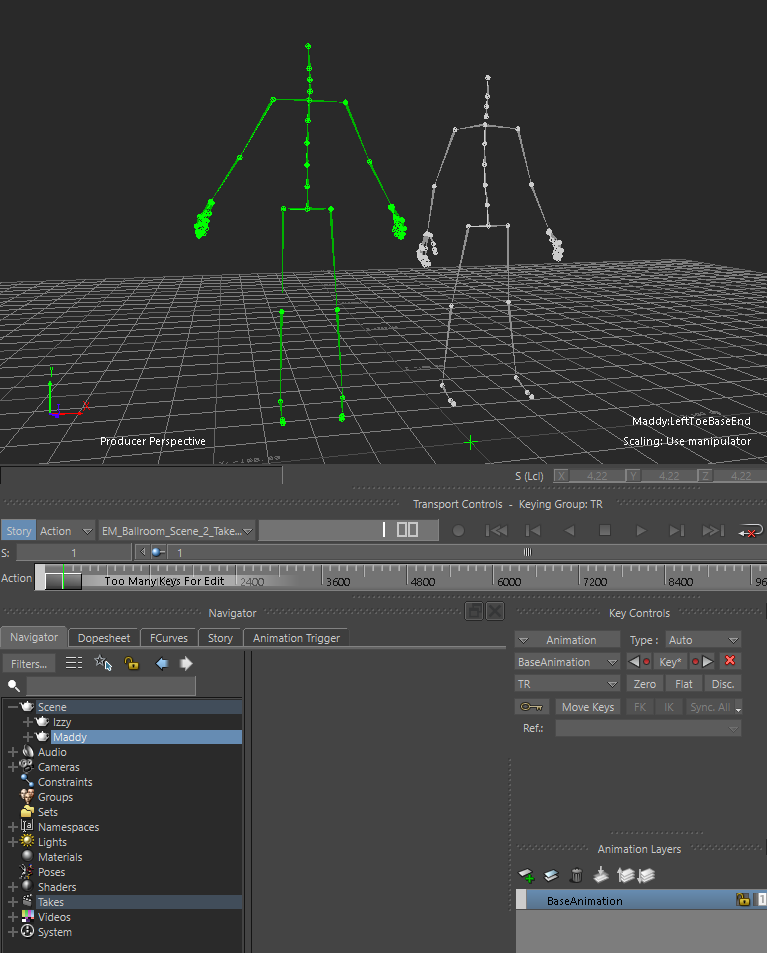 Y
X
Producer Perspective
Maddy:LeftToeBaseEnd
Scaling: Use manipulator
S (Lcl) X 4.22 Y 4.22 Z 4.22
Transport Controls - Keying Group: TR
Story Action EM_Ballroom_Scene_2_Take...
S: 1 1
Action Too Many Keys For Edit 2400 3600 4800 6000 7200 8400 96
Navigator
Navigator Dopesheet FCurves Story Animation Trigger
Filters...
Scene
Izzy
Maddy
Audio
Cameras
Constraints
Groups
Sets
Namespaces
Lights
Materials
Poses
Shaders
Takes
Videos
System
Key Controls
Animation Type : Auto
BaseAnimation Key*
TR Zero Flat Disc.
Move Keys FK IK Sync. All
Ref.:
Animation Layers
BaseAnimation 1